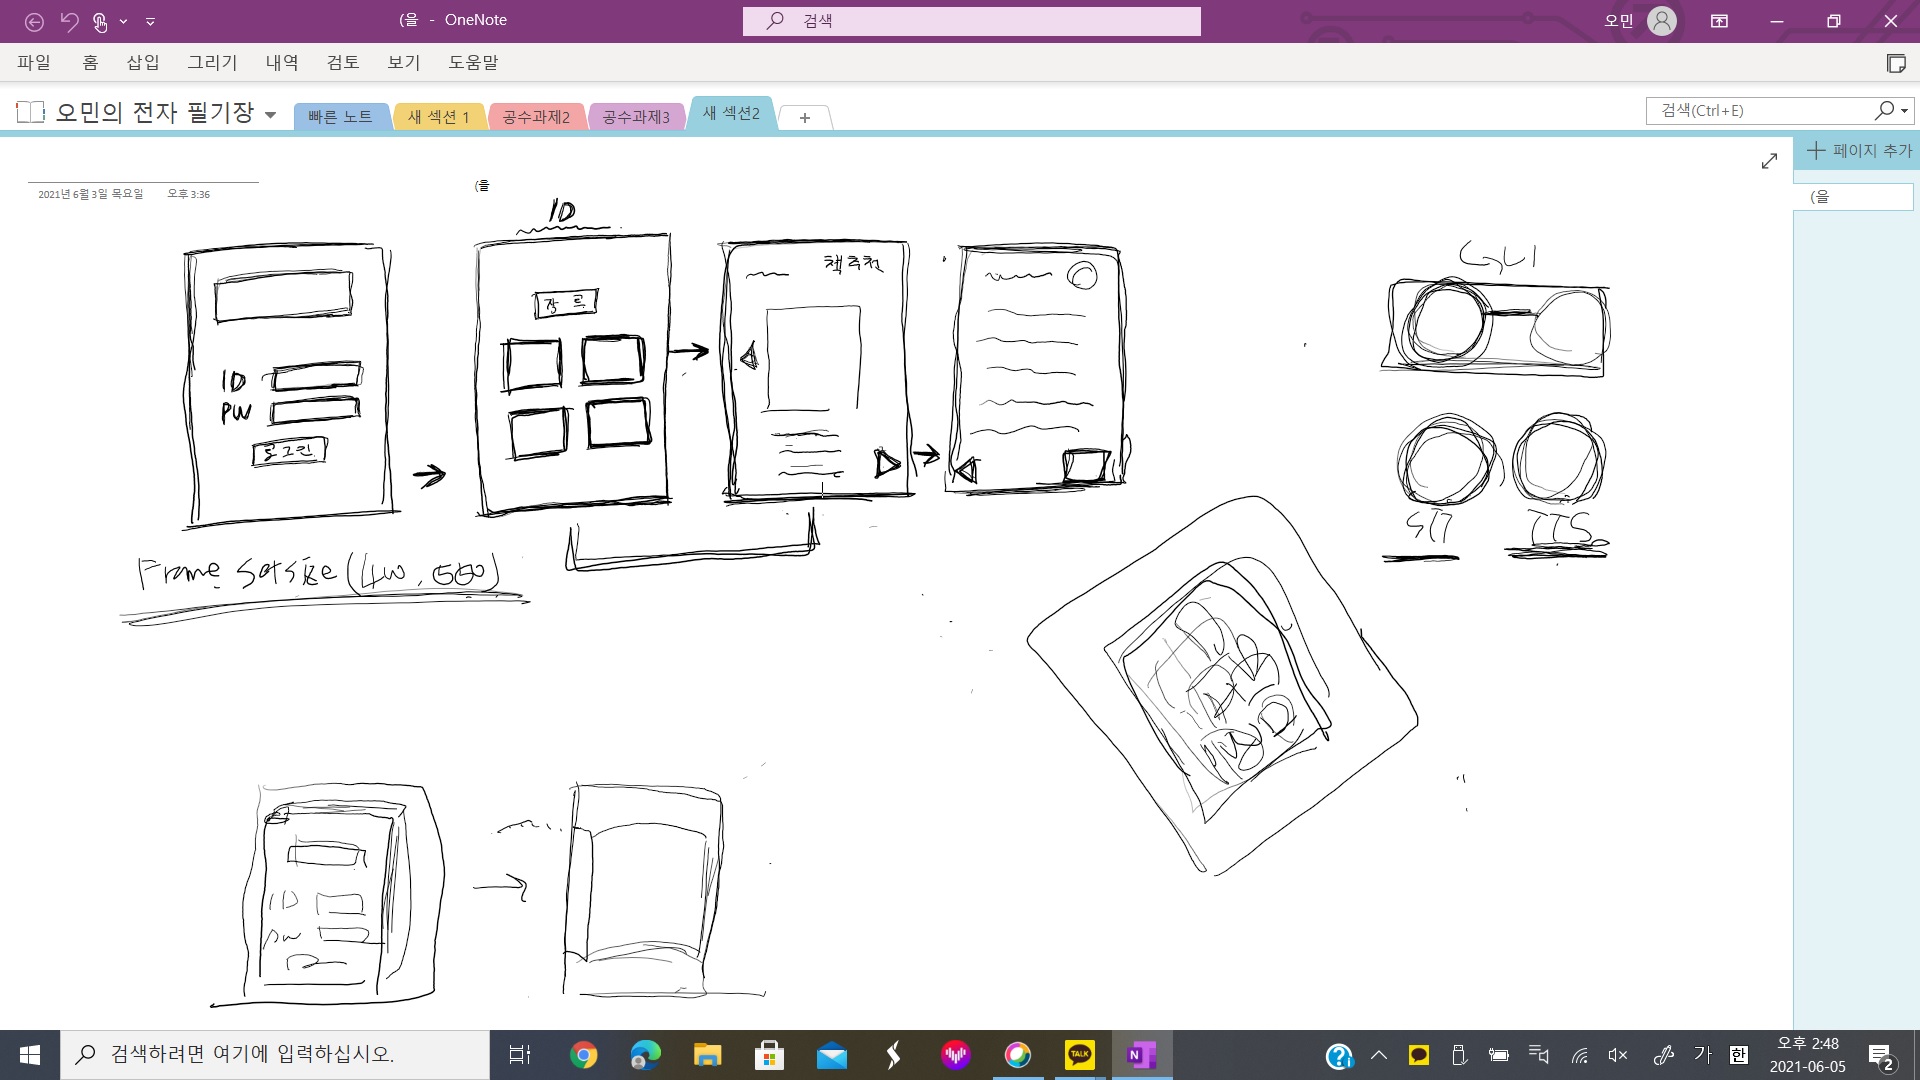 (을 - OneNote
검색
오민
파일 홈 삽입 그리기 내역 검토 보기 도움말
오민의 전자 필기장
빠른 노트
새 섹션 1
공수과제2
공수과제3
새 섹션2
검색(Ctrl+E)
페이지 추가
(을
(을
2021년 6월 3일 목요일 오후 3:36
ID
책추천
GUI
장르
ID
PW
로그인
STT
TTS
Frame setsize (400, 550)
ID
PW
검색하려면 여기에 입력하십시오.
TALK
N
가
한
오후 2:48
2021-06-05
2